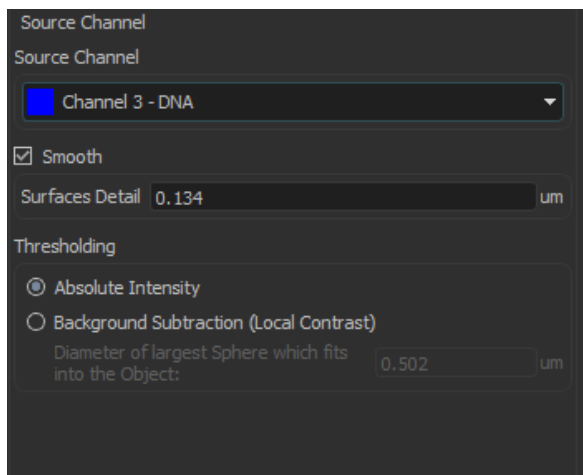 Source Channel
Source Channel
Channel 3 - DNA
Smooth
Surfaces Detail 0.134 um
Thresholding
Absolute Intensity
Background Subtraction (Local Contrast)
Diameter of largest Sphere which fits
into the Object: 0.502 um